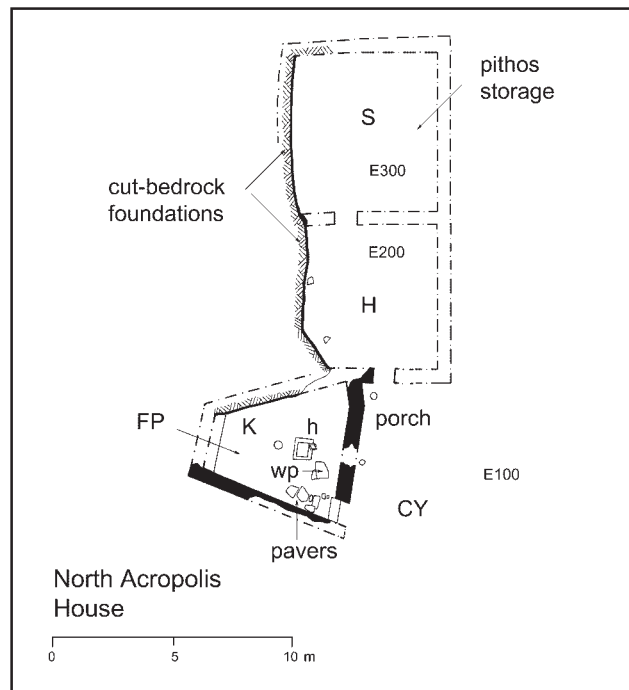 pithos
storage
S
E300
cut-bedrock
foundations
E200
H
FP
K
h
porch
wp
E100
CY
pavers
North Acropolis
House
0 5 10 m